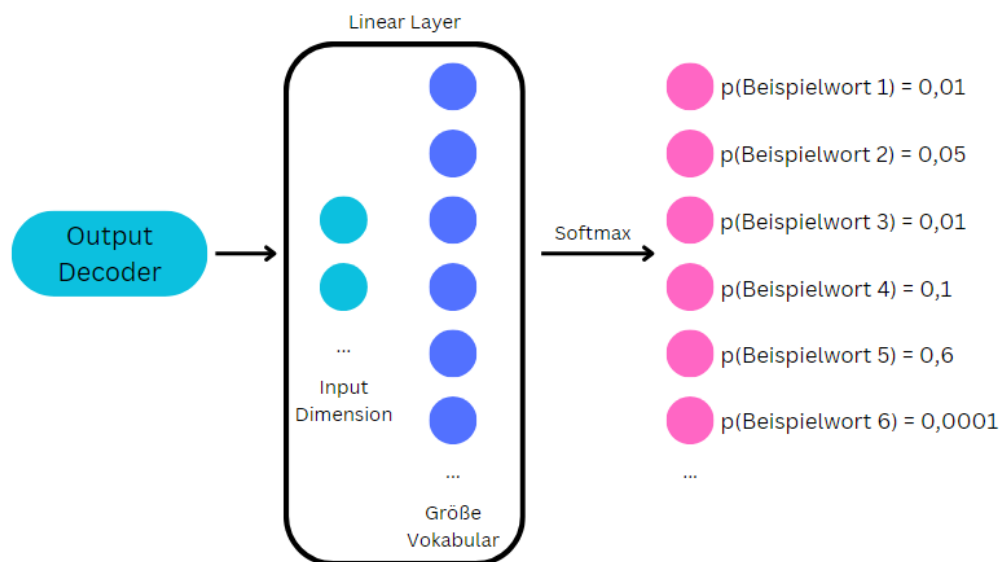 Linear Layer
Output
Decoder
...
Input
Dimension
...
Größe
Vokabular
Softmax
p(Beispielwort 1) = 0,01
p(Beispielwort 2) = 0,05
p(Beispielwort 3) = 0,01
p(Beispielwort 4) = 0,1
p(Beispielwort 5) = 0,6
p(Beispielwort 6) = 0,0001
...